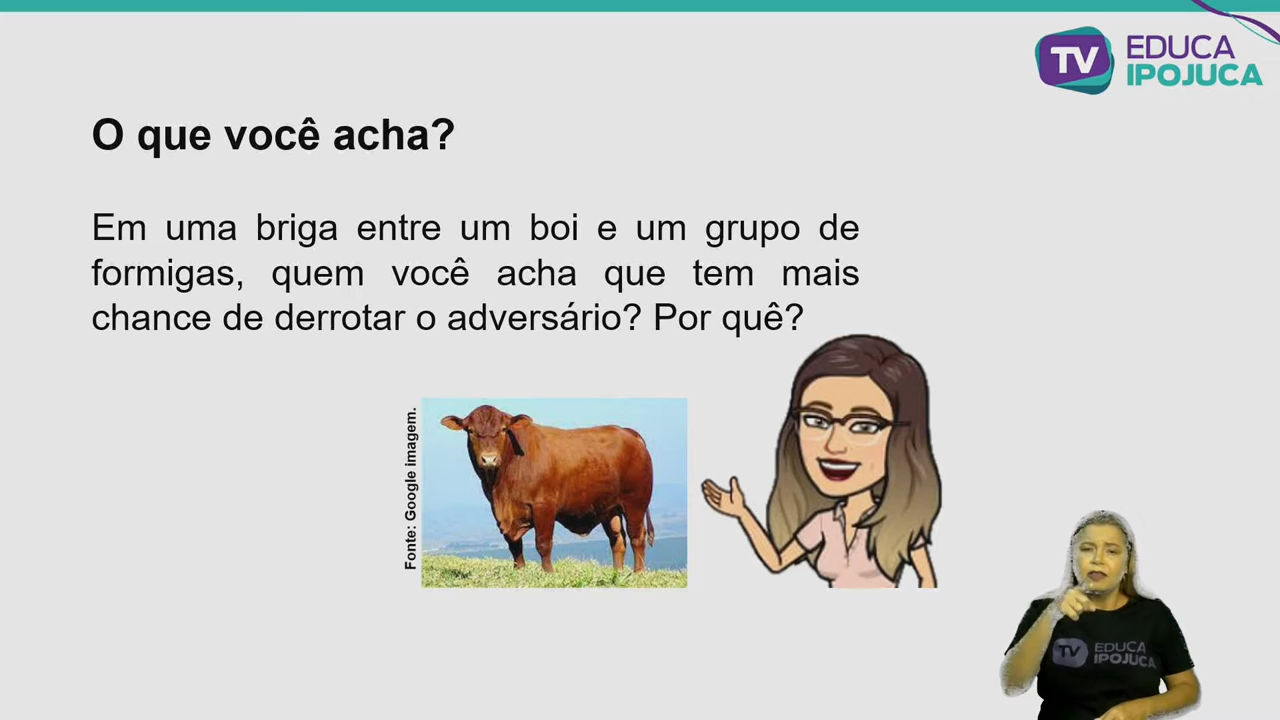 TV EDUCA
IPOJUCA
O que você acha?
Em uma briga entre um boi e um grupo de
formigas, quem você acha que tem mais
chance de derrotar o adversário? Por quê?
Fonte: Google imagem.
TV EDUCA
IPOJUCA